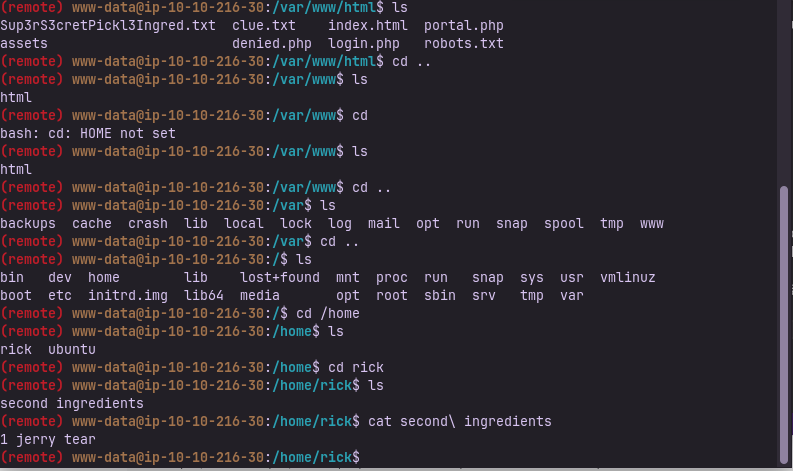 (remote) www-data@ip-10-10-216-30:/var/www/html$ ls
Sup3rS3cretPickl3Ingred.txt  clue.txt    index.html  portal.php
assets                       denied.php  login.php   robots.txt
(remote) www-data@ip-10-10-216-30:/var/www/html$ cd ..
(remote) www-data@ip-10-10-216-30:/var/www$ ls
html
(remote) www-data@ip-10-10-216-30:/var/www$ cd
bash: cd: HOME not set
(remote) www-data@ip-10-10-216-30:/var/www$ ls
html
(remote) www-data@ip-10-10-216-30:/var/www$ cd ..
(remote) www-data@ip-10-10-216-30:/var$ ls
backups  cache  crash  lib  local  lock  log  mail  opt  run  snap  spool  tmp  www
(remote) www-data@ip-10-10-216-30:/var$ cd ..
(remote) www-data@ip-10-10-216-30:/$ ls
bin   dev  home        lib    lost+found  mnt  proc  run   snap  sys  usr  vmlinuz
boot  etc  initrd.img  lib64  media       opt  root  sbin  srv   tmp  var
(remote) www-data@ip-10-10-216-30:/$ cd /home
(remote) www-data@ip-10-10-216-30:/home$ ls
rick  ubuntu
(remote) www-data@ip-10-10-216-30:/home$ cd rick
(remote) www-data@ip-10-10-216-30:/home/rick$ ls
second ingredients
(remote) www-data@ip-10-10-216-30:/home/rick$ cat second\ ingredients
1 jerry tear
(remote) www-data@ip-10-10-216-30:/home/rick$